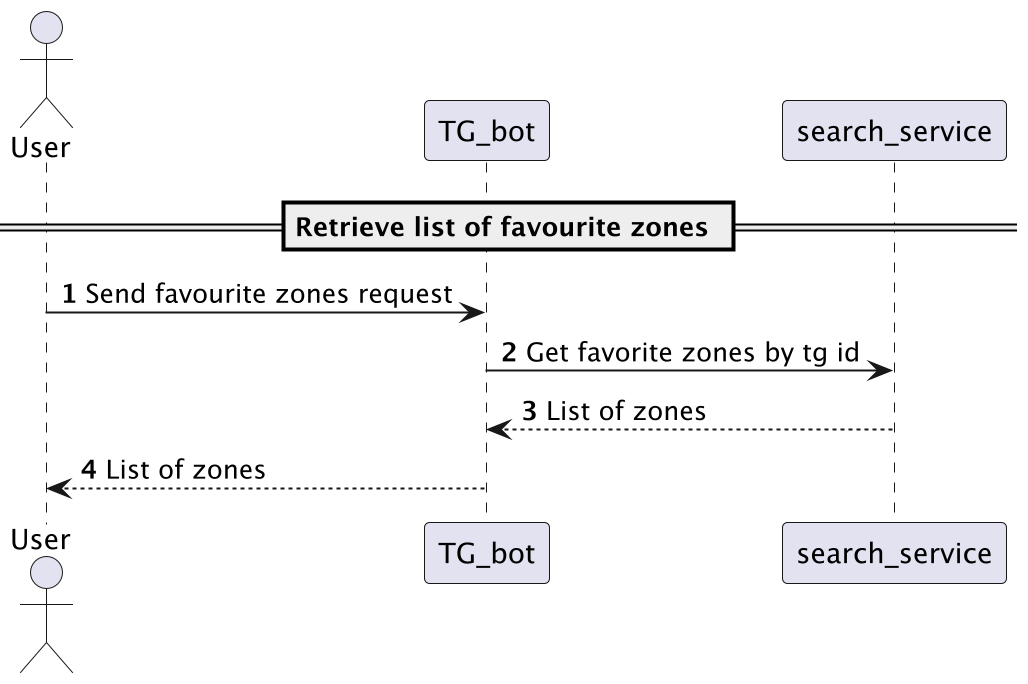 User
TG_bot
search_service
Retrieve list of favourite zones
1 Send favourite zones request
2 Get favorite zones by tg id
3 List of zones
4 List of zones
User
TG_bot
search_service